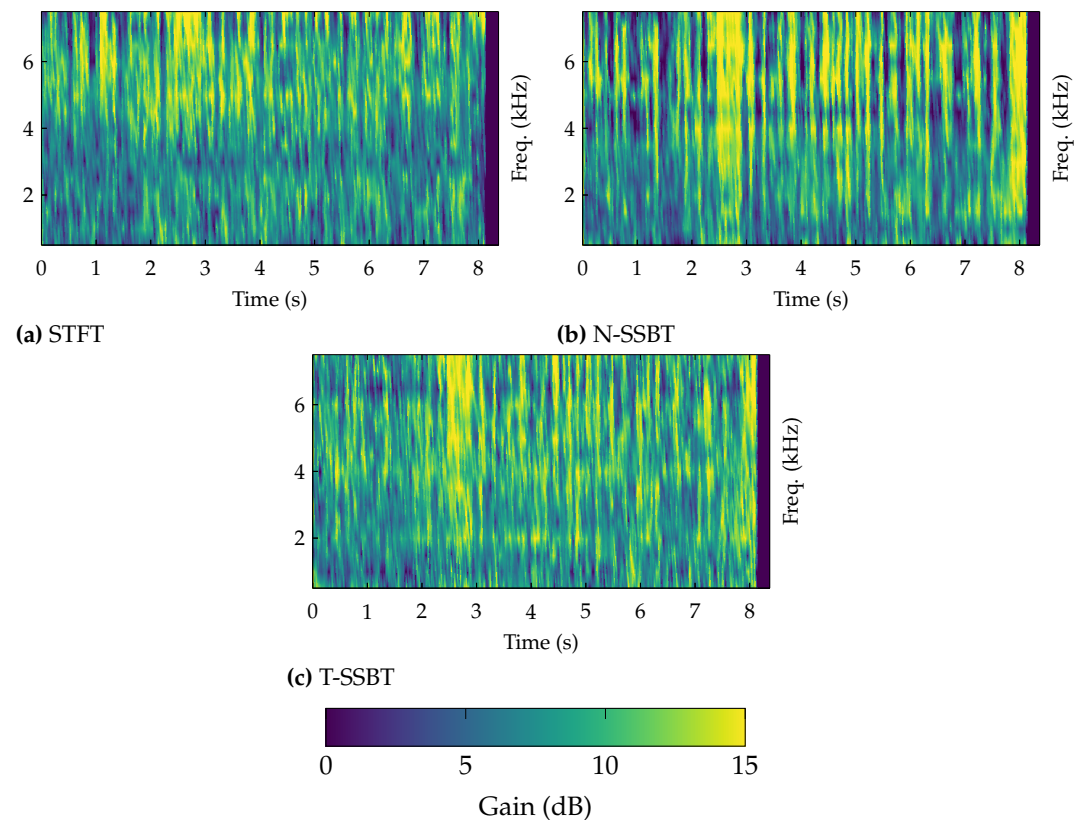 6
4
2
Freq. (kHz)
0 1 2 3 4 5 6 7 8
Time (s)
(a) STFT
6
4
2
Freq. (kHz)
0 1 2 3 4 5 6 7 8
Time (s)
(b) N-SSBT
6
4
2
Freq. (kHz)
0 1 2 3 4 5 6 7 8
Time (s)
(c) T-SSBT
0 5 10 15
Gain (dB)